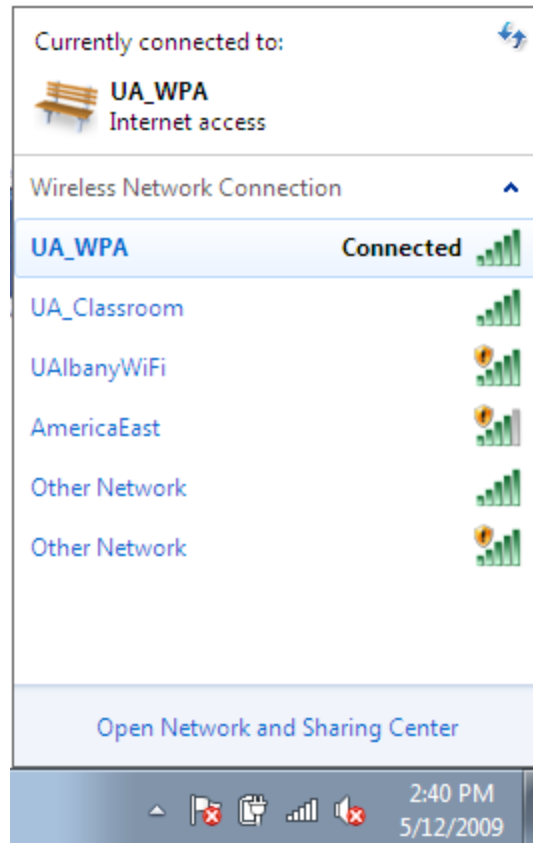 Currently connected to:
UA_WPA
Internet access
Wireless Network Connection
UA_WPA Connected
UA_Classroom
UAlbanyWiFi
AmericaEast
Other Network
Other Network
Open Network and Sharing Center
2:40 PM
5/12/2009